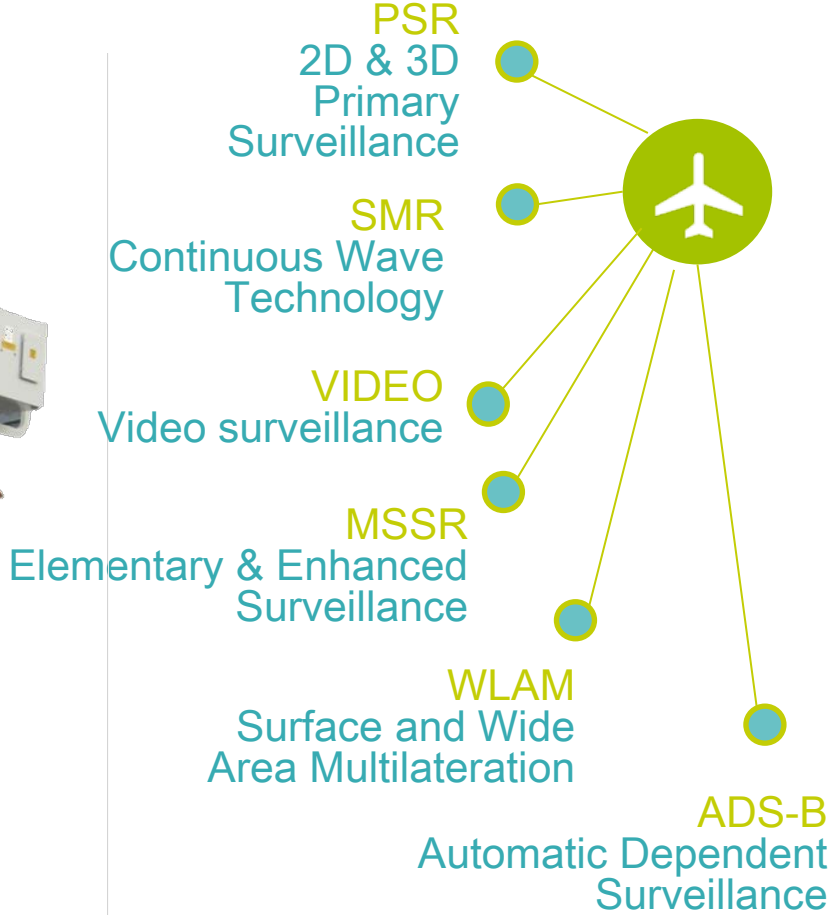 PSR
2D & 3D
Primary
Surveillance
SMR
Continuous Wave
Technology
VIDEO
Video surveillance
MSSR
Elementary & Enhanced
Surveillance
WLAM
Surface and Wide
Area Multilateration
ADS-B
Automatic Dependent
Surveillance